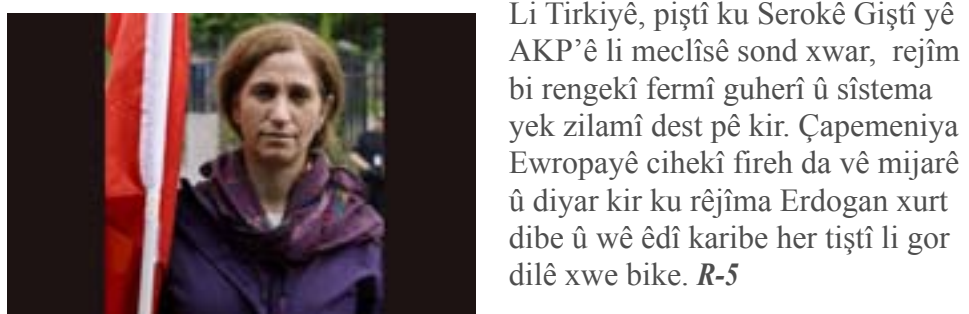 Li Tirkiyê, piştî ku Serokê Giştî yê
AKP’ê li meclîsê sond xwar, rejîm
bi rengekî fermî guherî û sîstema
yek zilamî dest pê kir. Çapemeniya
Ewropayê cihekî fireh da vê mijarê
û diyar kir ku rêjîma Erdogan xurt
dibe û wê êdî karibe her tiştî li gor
dilê xwe bike. R-5